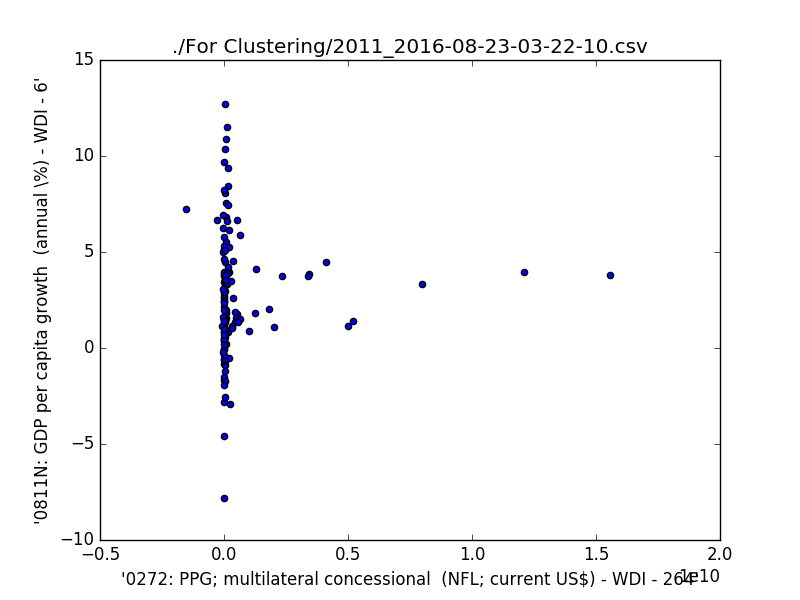 ./For Clustering/2011_2016-08-23-03-22-10.csv
15
10
5
0
−5
−10
'0811N: GDP per capita growth  (annual \%) - WDI - 6'
−0.5 0.0 0.5 1.0 1.5 2.0
1e10
'0272: PPG; multilateral concessional  (NFL; current US$) - WDI - 264'